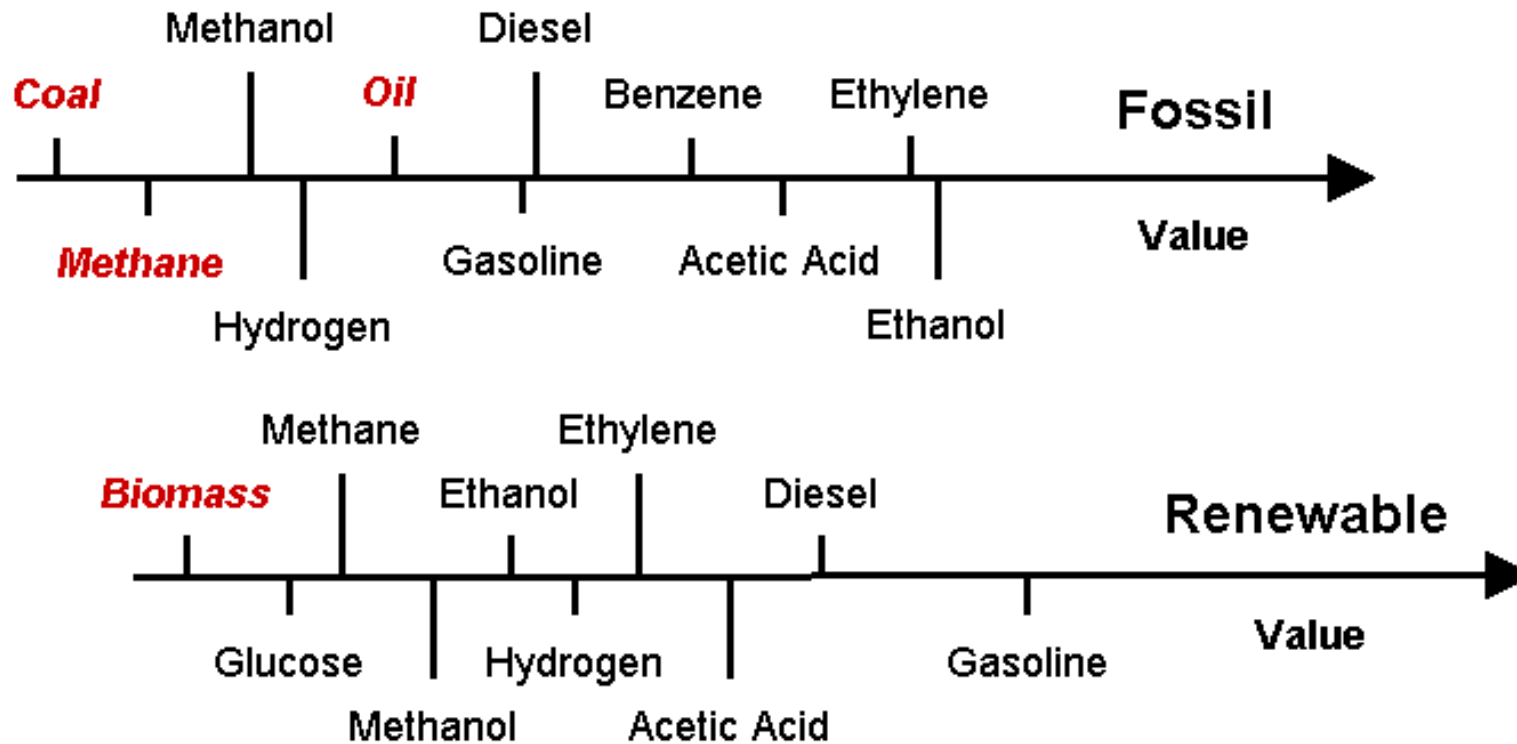 Methanol
Diesel
Coal
Oil
Benzene
Ethylene
Fossil
Methane
Gasoline
Acetic Acid
Value
Hydrogen
Ethanol
Methane
Ethylene
Biomass
Ethanol
Diesel
Renewable
Glucose
Hydrogen
Gasoline
Value
Methanol
Acetic Acid